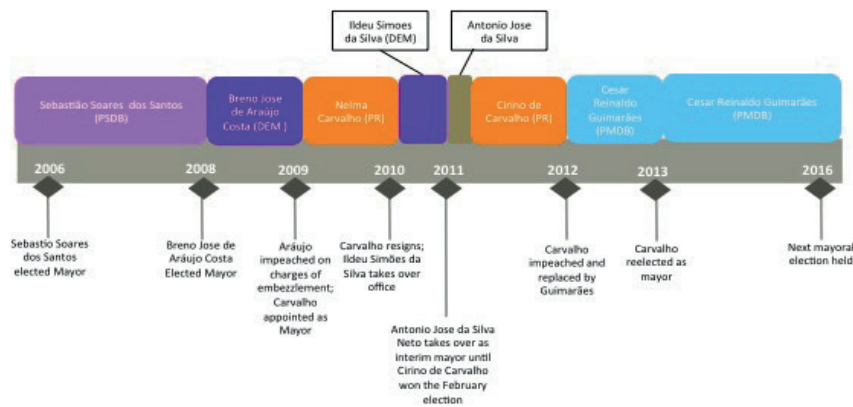 Ildeu Simoes
da Silva (DEM)
Antonio Jose
da Silva
Sebastião Soares dos Santos
(PSDB)
Breno Jose
de Araújo
Costa (DEM )
Nelma
Carvalho (PR)
Cirino de
Carvalho (PR)
Cesar
Reinaldo
Guimarães
(PMDB)
Cesar Reinaldo Guimarães
(PMDB)
2006
2008
2009
2010
2011
2012
2013
2016
Sebastio Soares
dos Santos
elected Mayor
Breno Jose de
Aráujo Costa
Elected Mayor
Aráujo
impeached on
charges of
embezzlement;
Carvalho
appointed as
Mayor
Carvalho resigns;
Ildeu Simões da
Silva takes over
office
Antonio Jose da Silva
Neto takes over as
interim mayor until
Cirino de Carvalho
won the February
election
Carvalho
impeached and
replaced by
Guimarães
Carvalho
reelected as
mayor
Next mayoral
election held